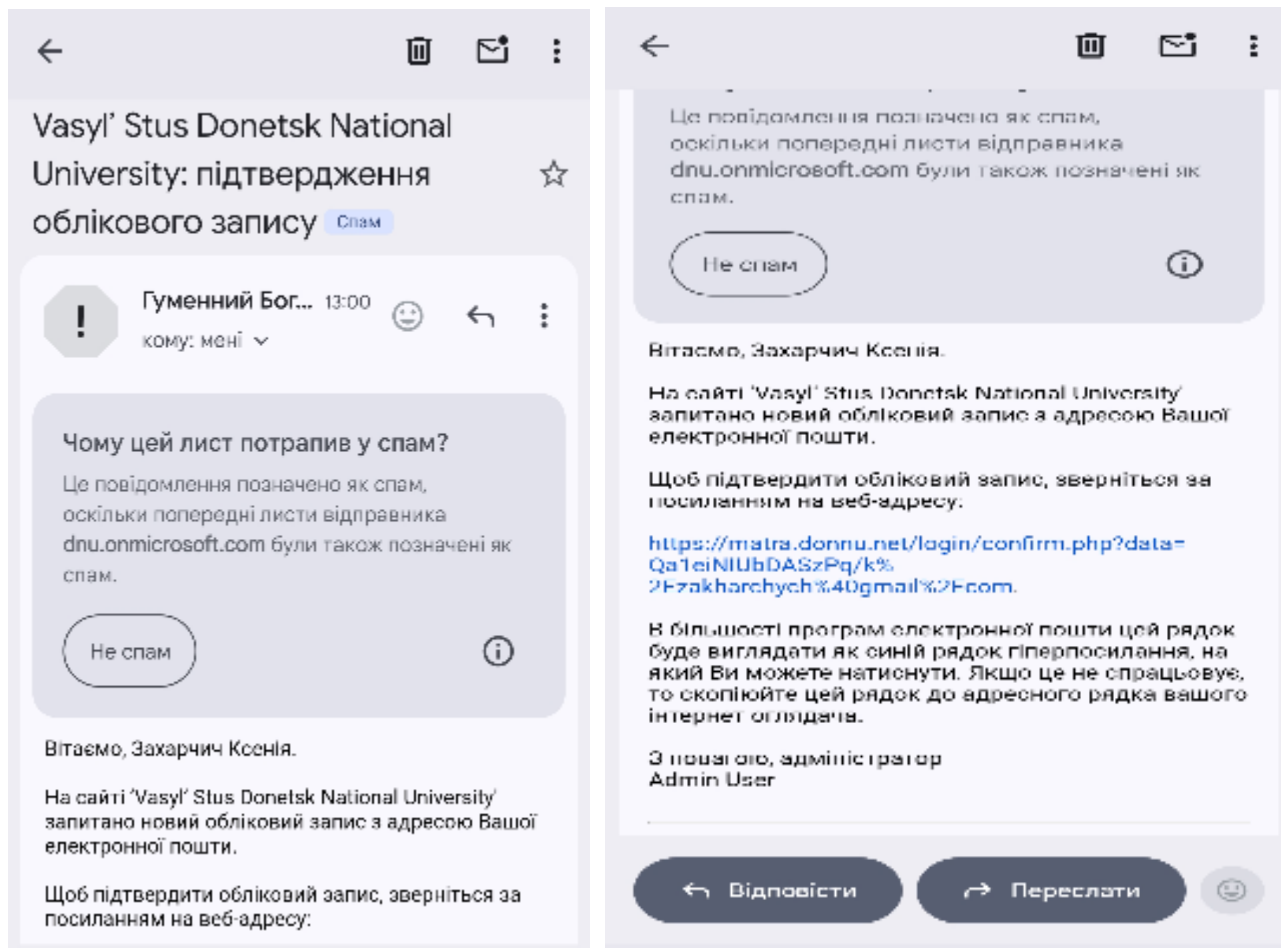 Vasyl' Stus Donetsk National
University: підтвердження
облікового запису Спам
Гуменний Бог... 13:00
кому: мені
Чому цей лист потрапив у спам?
Це повідомлення позначено як спам,
оскільки попередні листи відправника
dnu.onmicrosoft.com були також позначені як
спам.
Не спам
Вітаємо, Захарчич Ксенія.
На сайті 'Vasyl' Stus Donetsk National University'
запитано новий обліковий запис з адресою Вашої
електронної пошти.
Щоб підтвердити обліковий запис, зверніться за
посиланням на веб-адресу:
Це повідомлення позначено як спам,
оскільки попередні листи відправника
dnu.onmicrosoft.com були також позначені як
спам.
Не спам
Вітаємо, Захарчич Ксенія.
На сайті 'Vasyl' Stus Donetsk National University'
запитано новий обліковий запис з адресою Вашої
електронної пошти.
Щоб підтвердити обліковий запис, зверніться за
посиланням на веб-адресу:
https://matra.donnu.net/login/confirm.php?data=
Qa1eiNlUbDASzPq/k%
2Fzakharchych%40gmail%2Ecom.
В більшості програм електронної пошти цей рядок
буде виглядати як синій рядок гіперпосилання, на
який Ви можете натиснути. Якщо це не спрацьовує,
то скопіюйте цей рядок до адресного рядка вашого
інтернет оглядача.
З повагою, адміністратор
Admin User
Відповісти
Переслати